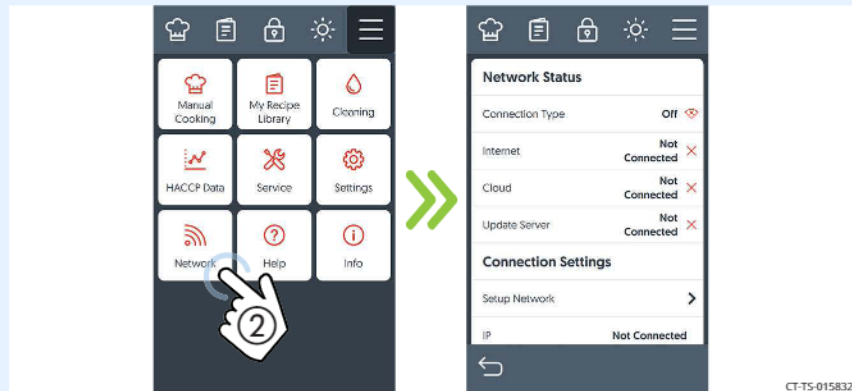 Manual
Cooking
My Recipe
Library
Cleaning
HACCP Data
Service
Settings
Network
Help
Info
2
Network Status
Connection Type
Off
Internet
Not
Connected
Cloud
Not
Connected
Update Server
Not
Connected
Connection Settings
Setup Network
IP
Not Connected
CT-TS-015832